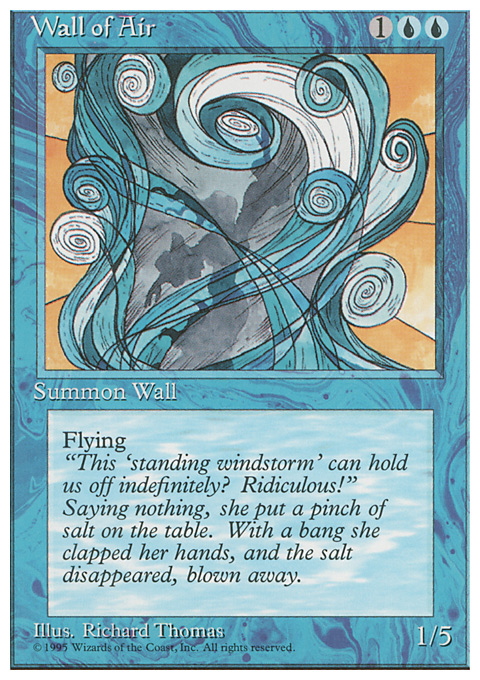 Wall of Air 1
Summon Wall
Flying
“This ‘standing windstorm’ can hold
us off indefinitely? Ridiculous!”
Saying nothing, she put a pinch of
salt on the table. With a bang she
clapped her hands, and the salt
disappeared, blown away.
Illus. Richard Thomas
1/5
© 1995 Wizards of the Coast, Inc. All rights reserved.